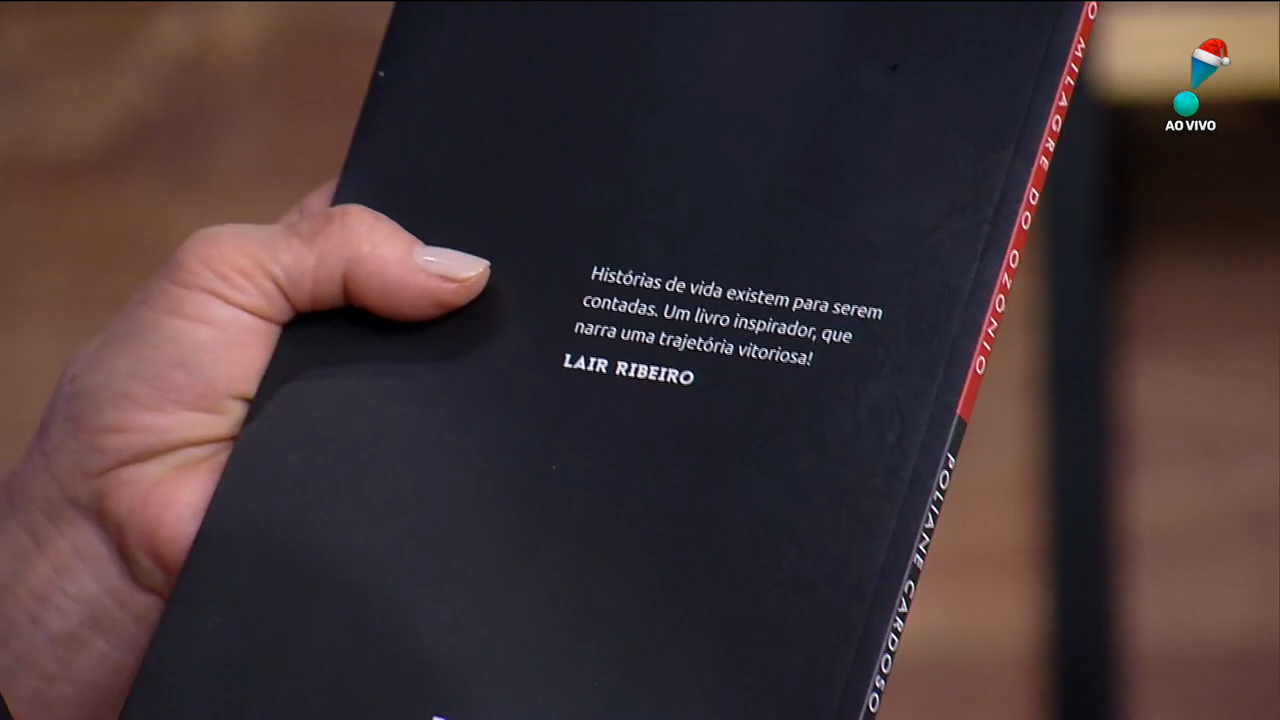 Histórias de vida existem para serem
contadas. Um livro inspirador, que
narra uma trajetória vitoriosa!
LAIR RIBEIRO
O MILAGRE DO OZÔNIO
POLIANE CARDOSO
AO VIVO